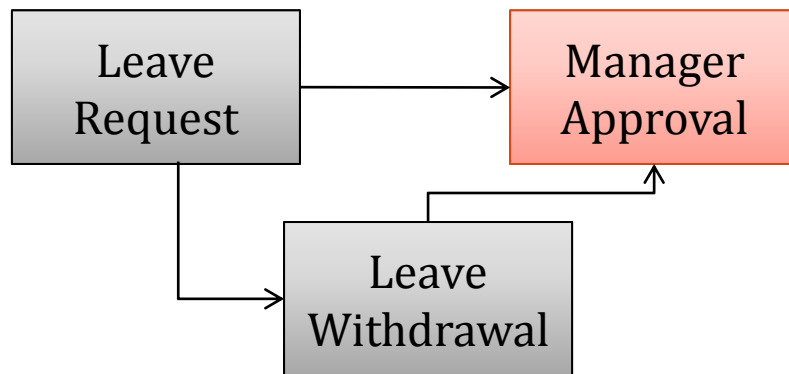 Leave
Request
Manager
Approval
Leave
Withdrawal